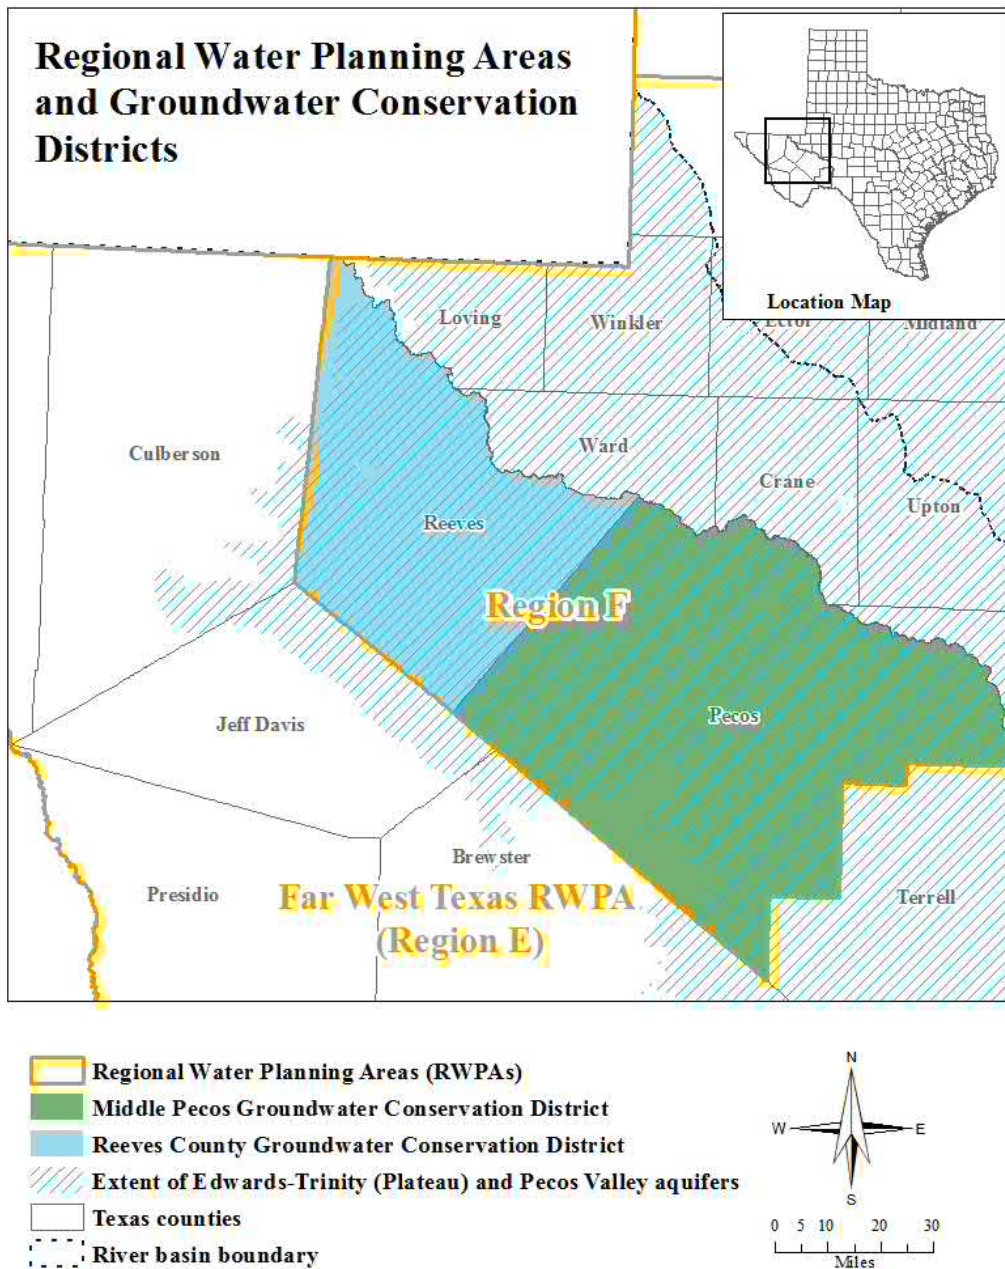 Regional Water Planning Areas
and Groundwater Conservation
Districts
Location Map
Loving
Winkler
Ector
Midland
Culberson
Ward
Crane
Upton
Reeves
Region F
Pecos
Jeff Davis
Brewster
Presidio
Far West Texas RWPA
(Region E)
Terrell
Regional Water Planning Areas (RWPAs)
Middle Pecos Groundwater Conservation District
Reeves County Groundwater Conservation District
Extent of Edwards-Trinity (Plateau) and Pecos Valley aquifers
Texas counties
River basin boundary
N
W E
S
0 5 10 20 30
Miles